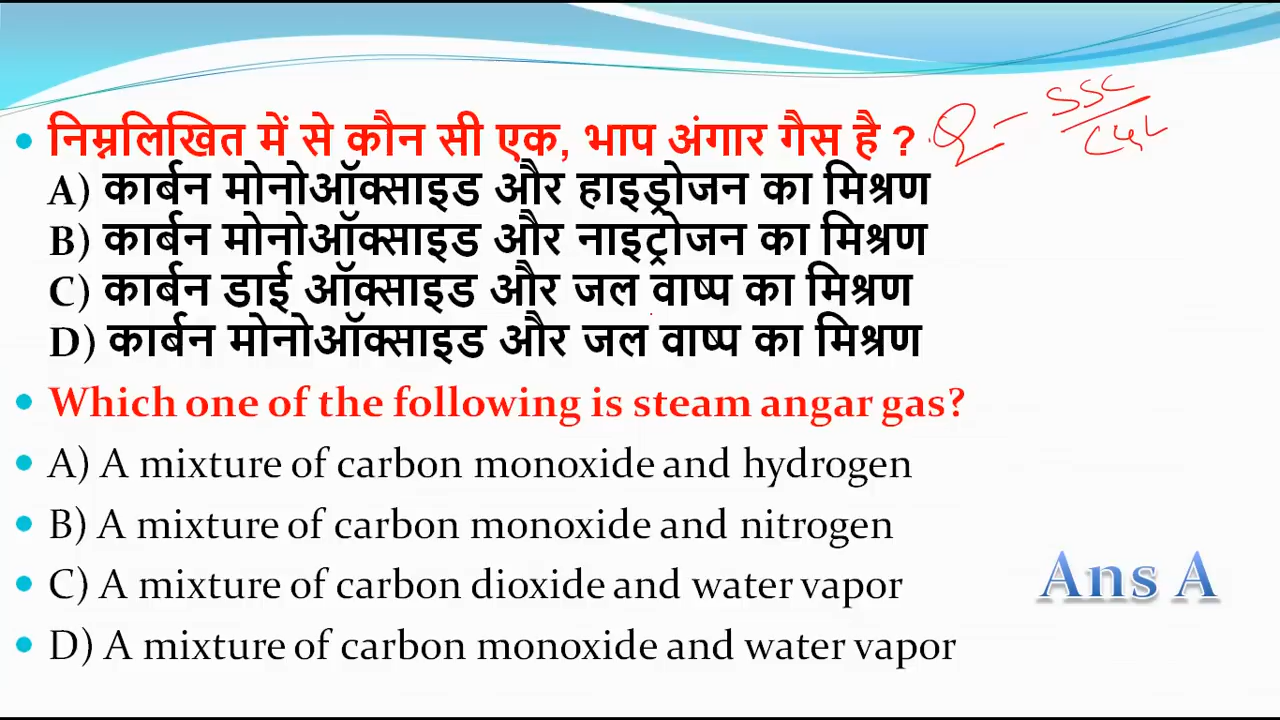 निम्नलिखित में से कौन सी एक, भाप अंगार गैस है ?
A) कार्बन मोनोऑक्साइड और हाइड्रोजन का मिश्रण
B) कार्बन मोनोऑक्साइड और नाइट्रोजन का मिश्रण
C) कार्बन डाई ऑक्साइड और जल वाष्प का मिश्रण
D) कार्बन मोनोऑक्साइड और जल वाष्प का मिश्रण
Which one of the following is steam angar gas?
A) A mixture of carbon monoxide and hydrogen
B) A mixture of carbon monoxide and nitrogen
C) A mixture of carbon dioxide and water vapor
D) A mixture of carbon monoxide and water vapor
Ans A
SSC